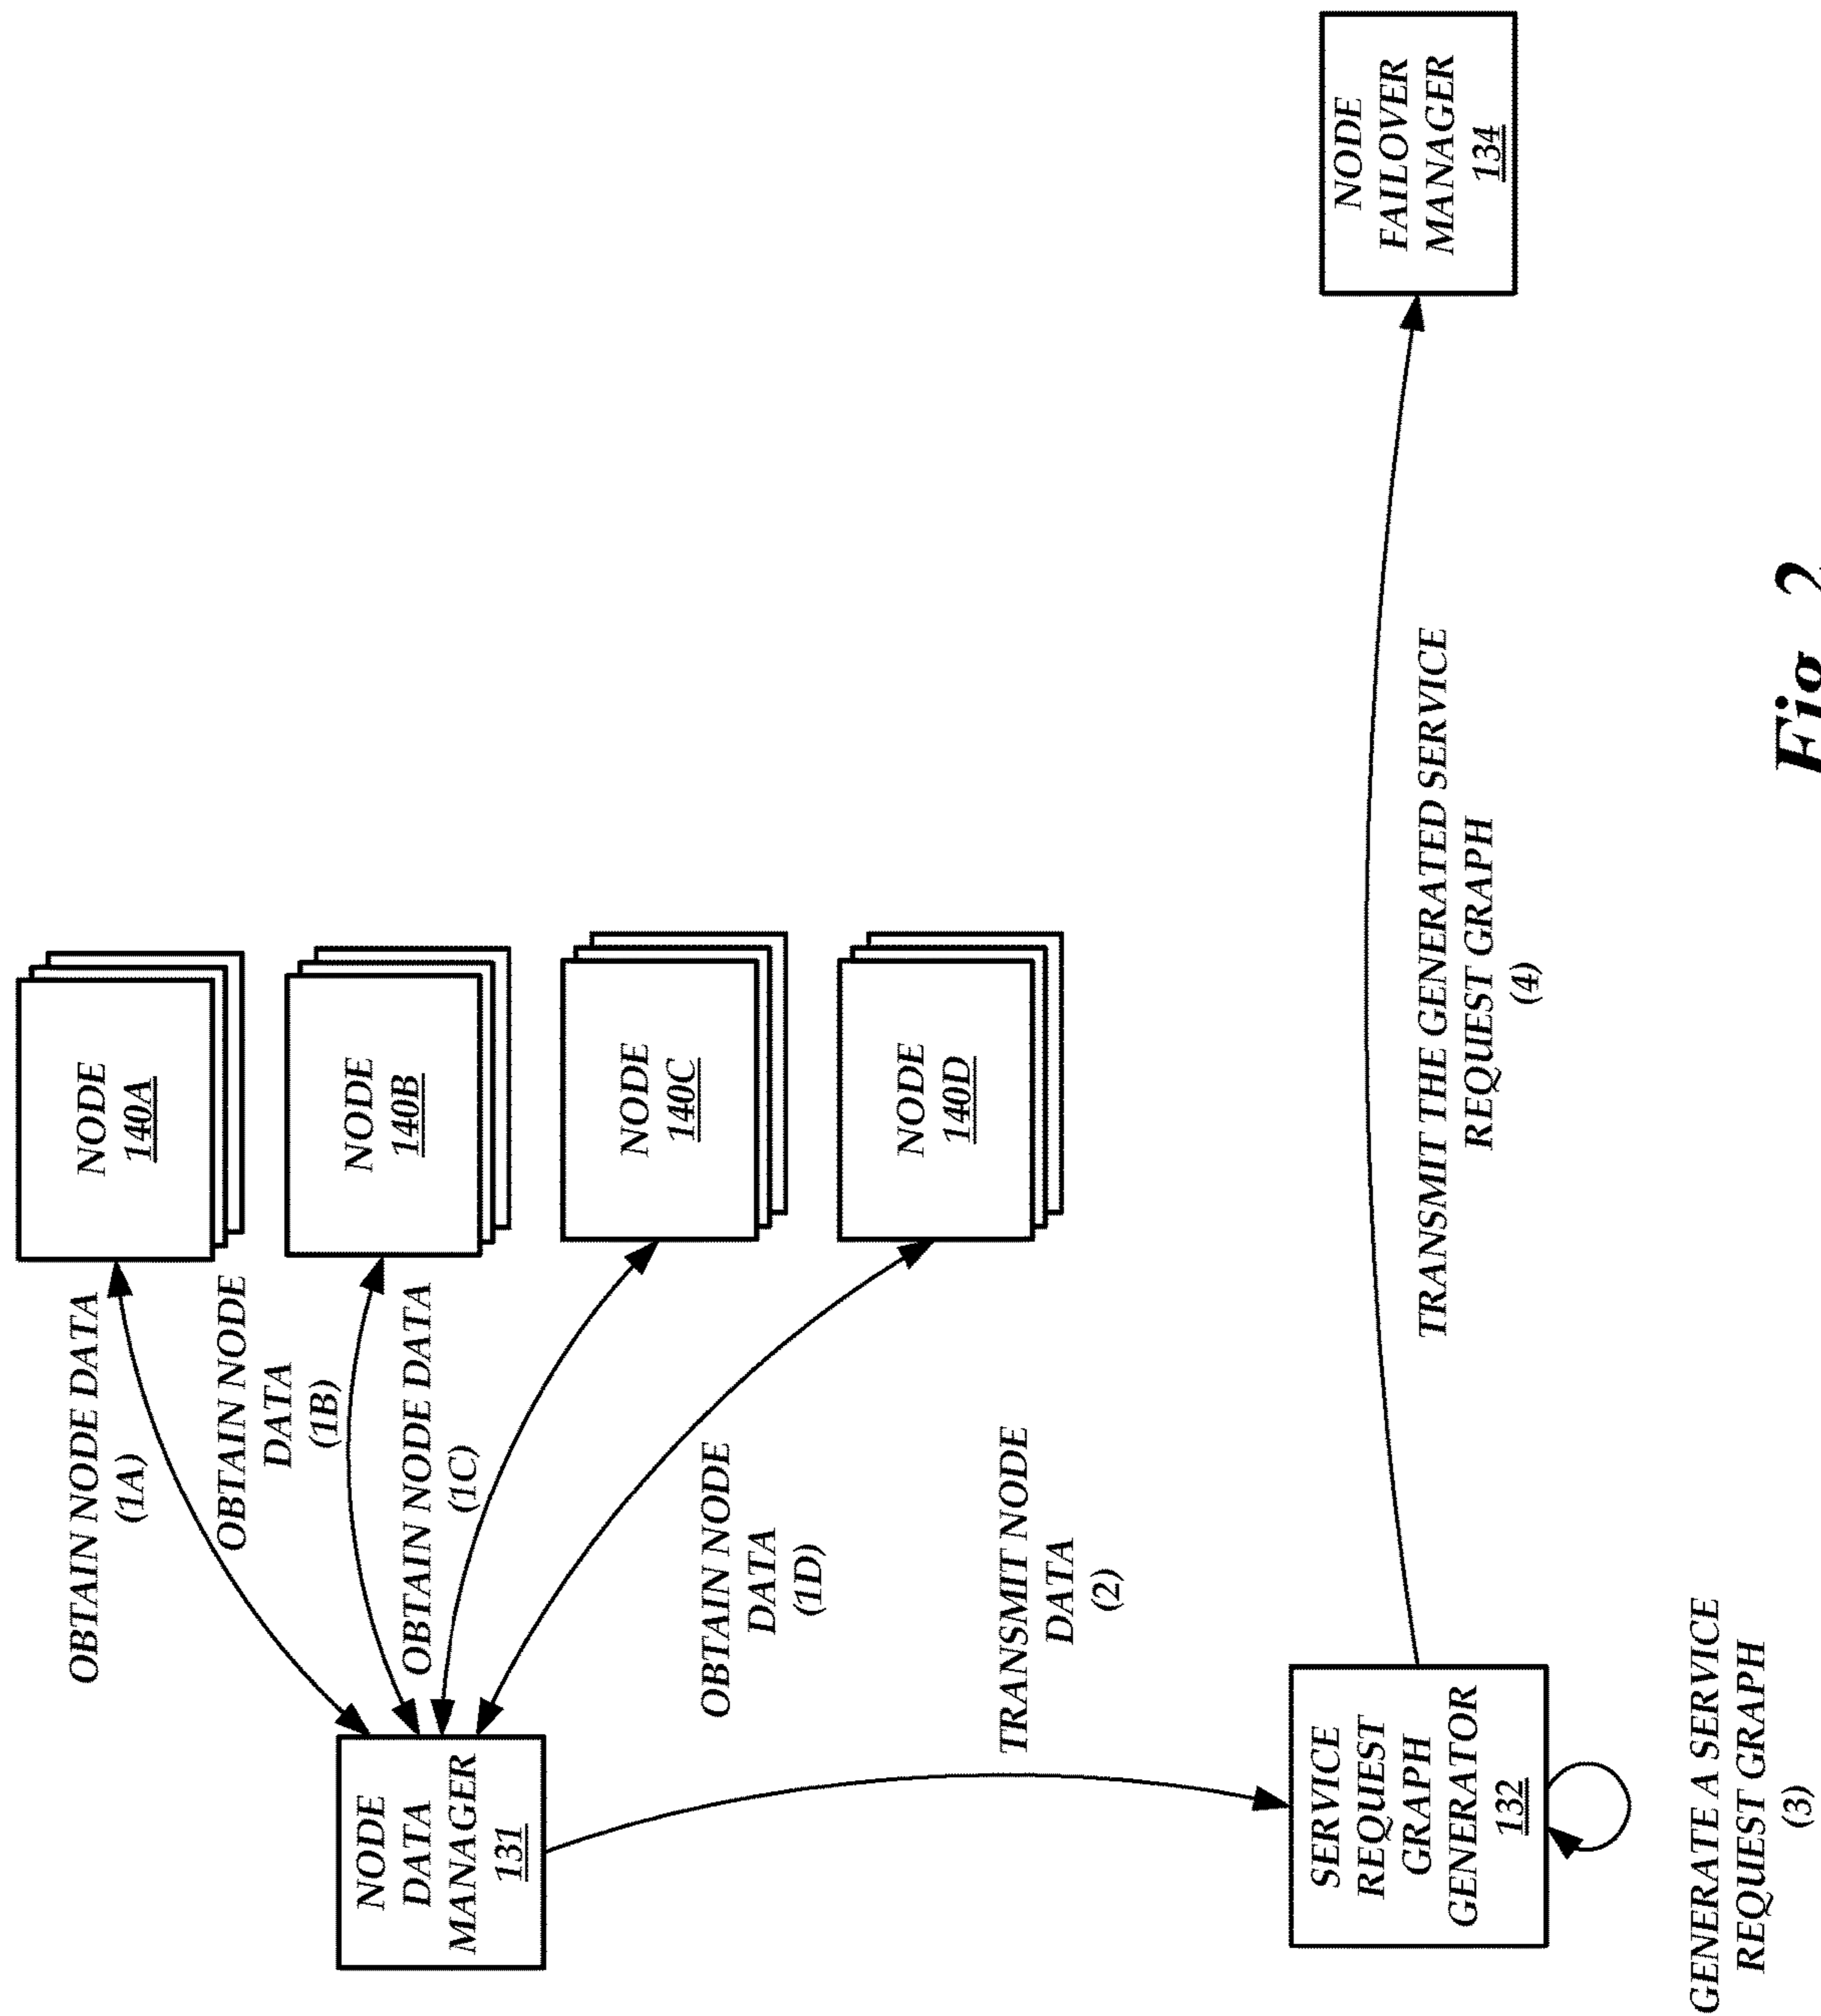 OBTAIN NODE DATA
(1A)
NODE
140A
OBTAIN NODE
DATA
(1B)
NODE
140B
NODE
DATA
MANAGER
131
OBTAIN NODE DATA
(1C)
NODE
140C
OBTAIN NODE
DATA
(1D)
NODE
140D
TRANSMIT NODE
DATA
(2)
SERVICE
REQUEST
GRAPH
GENERATOR
132
TRANSMIT THE GENERATED SERVICE
REQUEST GRAPH
(4)
NODE
FAILOVER
MANAGER
134
GENERATE A SERVICE
REQUEST GRAPH
(3)
Fig. 2